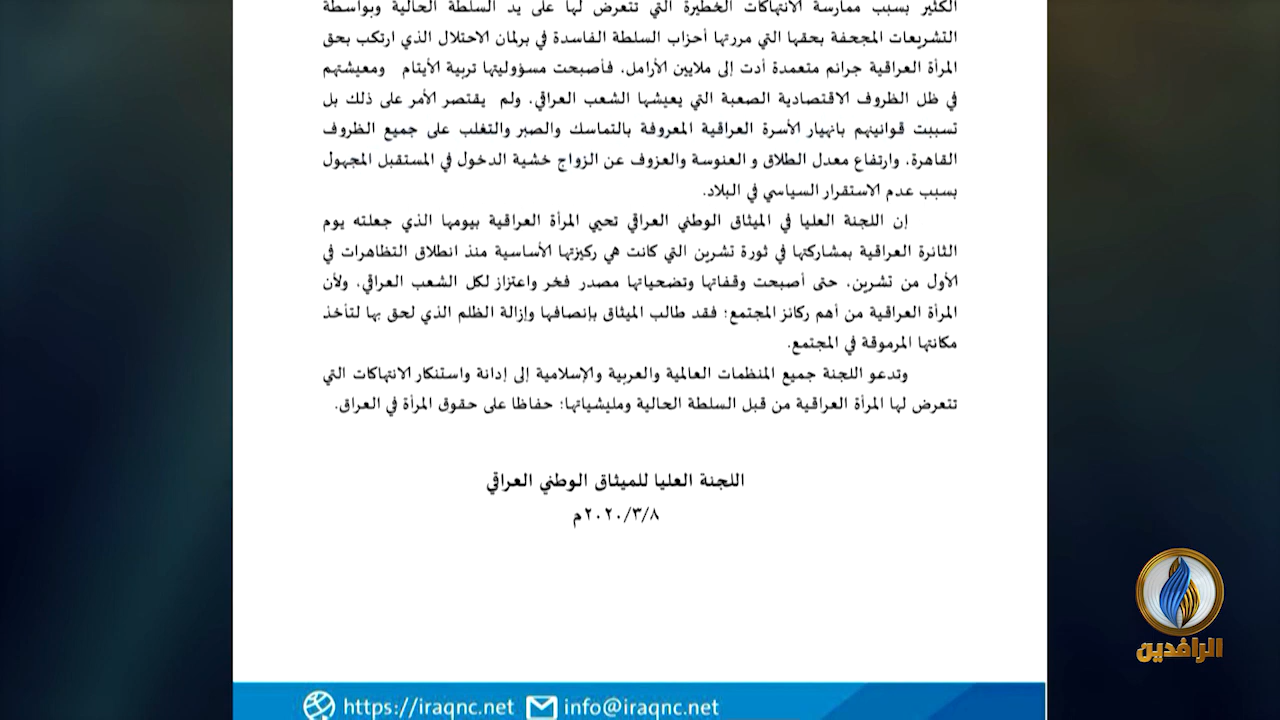 الكثير بسبب ممارسة الانتهاكات الخطيرة التي تتعرض لها على يد السلطة الحالية وبواسطة
التشريعات المجحفة بحقها التي مررتها أحزاب السلطة الفاسدة في برلمان الاحتلال الذي ارتكب بحق
المرأة العراقية جرائم متعمدة أدت إلى ملايين الأرامل، فأصبحت مسؤوليتها تربية الأيتام ومعيشتهم
في ظل الظروف الاقتصادية الصعبة التي يعيشها الشعب العراقي، ولم يقتصر الأمر على ذلك بل
تسببت قوانينهم بانهيار الأسرة العراقية المعروفة بالتماسك والصبر والتغلب على جميع الظروف
القاهرة، وارتفاع معدل الطلاق و العنوسة والعزوف عن الزواج خشية الدخول في المستقبل المجهول
بسبب عدم الاستقرار السياسي في البلاد.
إن اللجنة العليا في الميثاق الوطني العراقي تحيي المرأة العراقية بيومها الذي جعلته يوم
الثائرة العراقية بمشاركتها في ثورة تشرين التي كانت هي ركيزتها الأساسية منذ انطلاق التظاهرات في
الأول من تشرين، حتى أصبحت وقفاتها وتضحياتها مصدر فخر واعتزاز لكل الشعب العراقي، ولأن
المرأة العراقية من أهم ركائز المجتمع؛ فقد طالب الميثاق بإنصافها وإزالة الظلم الذي لحق بها لتأخذ
مكانتها المرموقة في المجتمع.
وتدعو اللجنة جميع المنظمات العالمية والعربية والإسلامية إلى إدانة واستنكار الانتهاكات التي
تتعرض لها المرأة العراقية من قبل السلطة الحالية ومليشياتها؛ حفاظا على حقوق المرأة في العراق.
اللجنة العليا للميثاق الوطني العراقي
٢٠٢٠/٣/٨م
الرافدين
https://iraqnc.net info@iraqnc.net